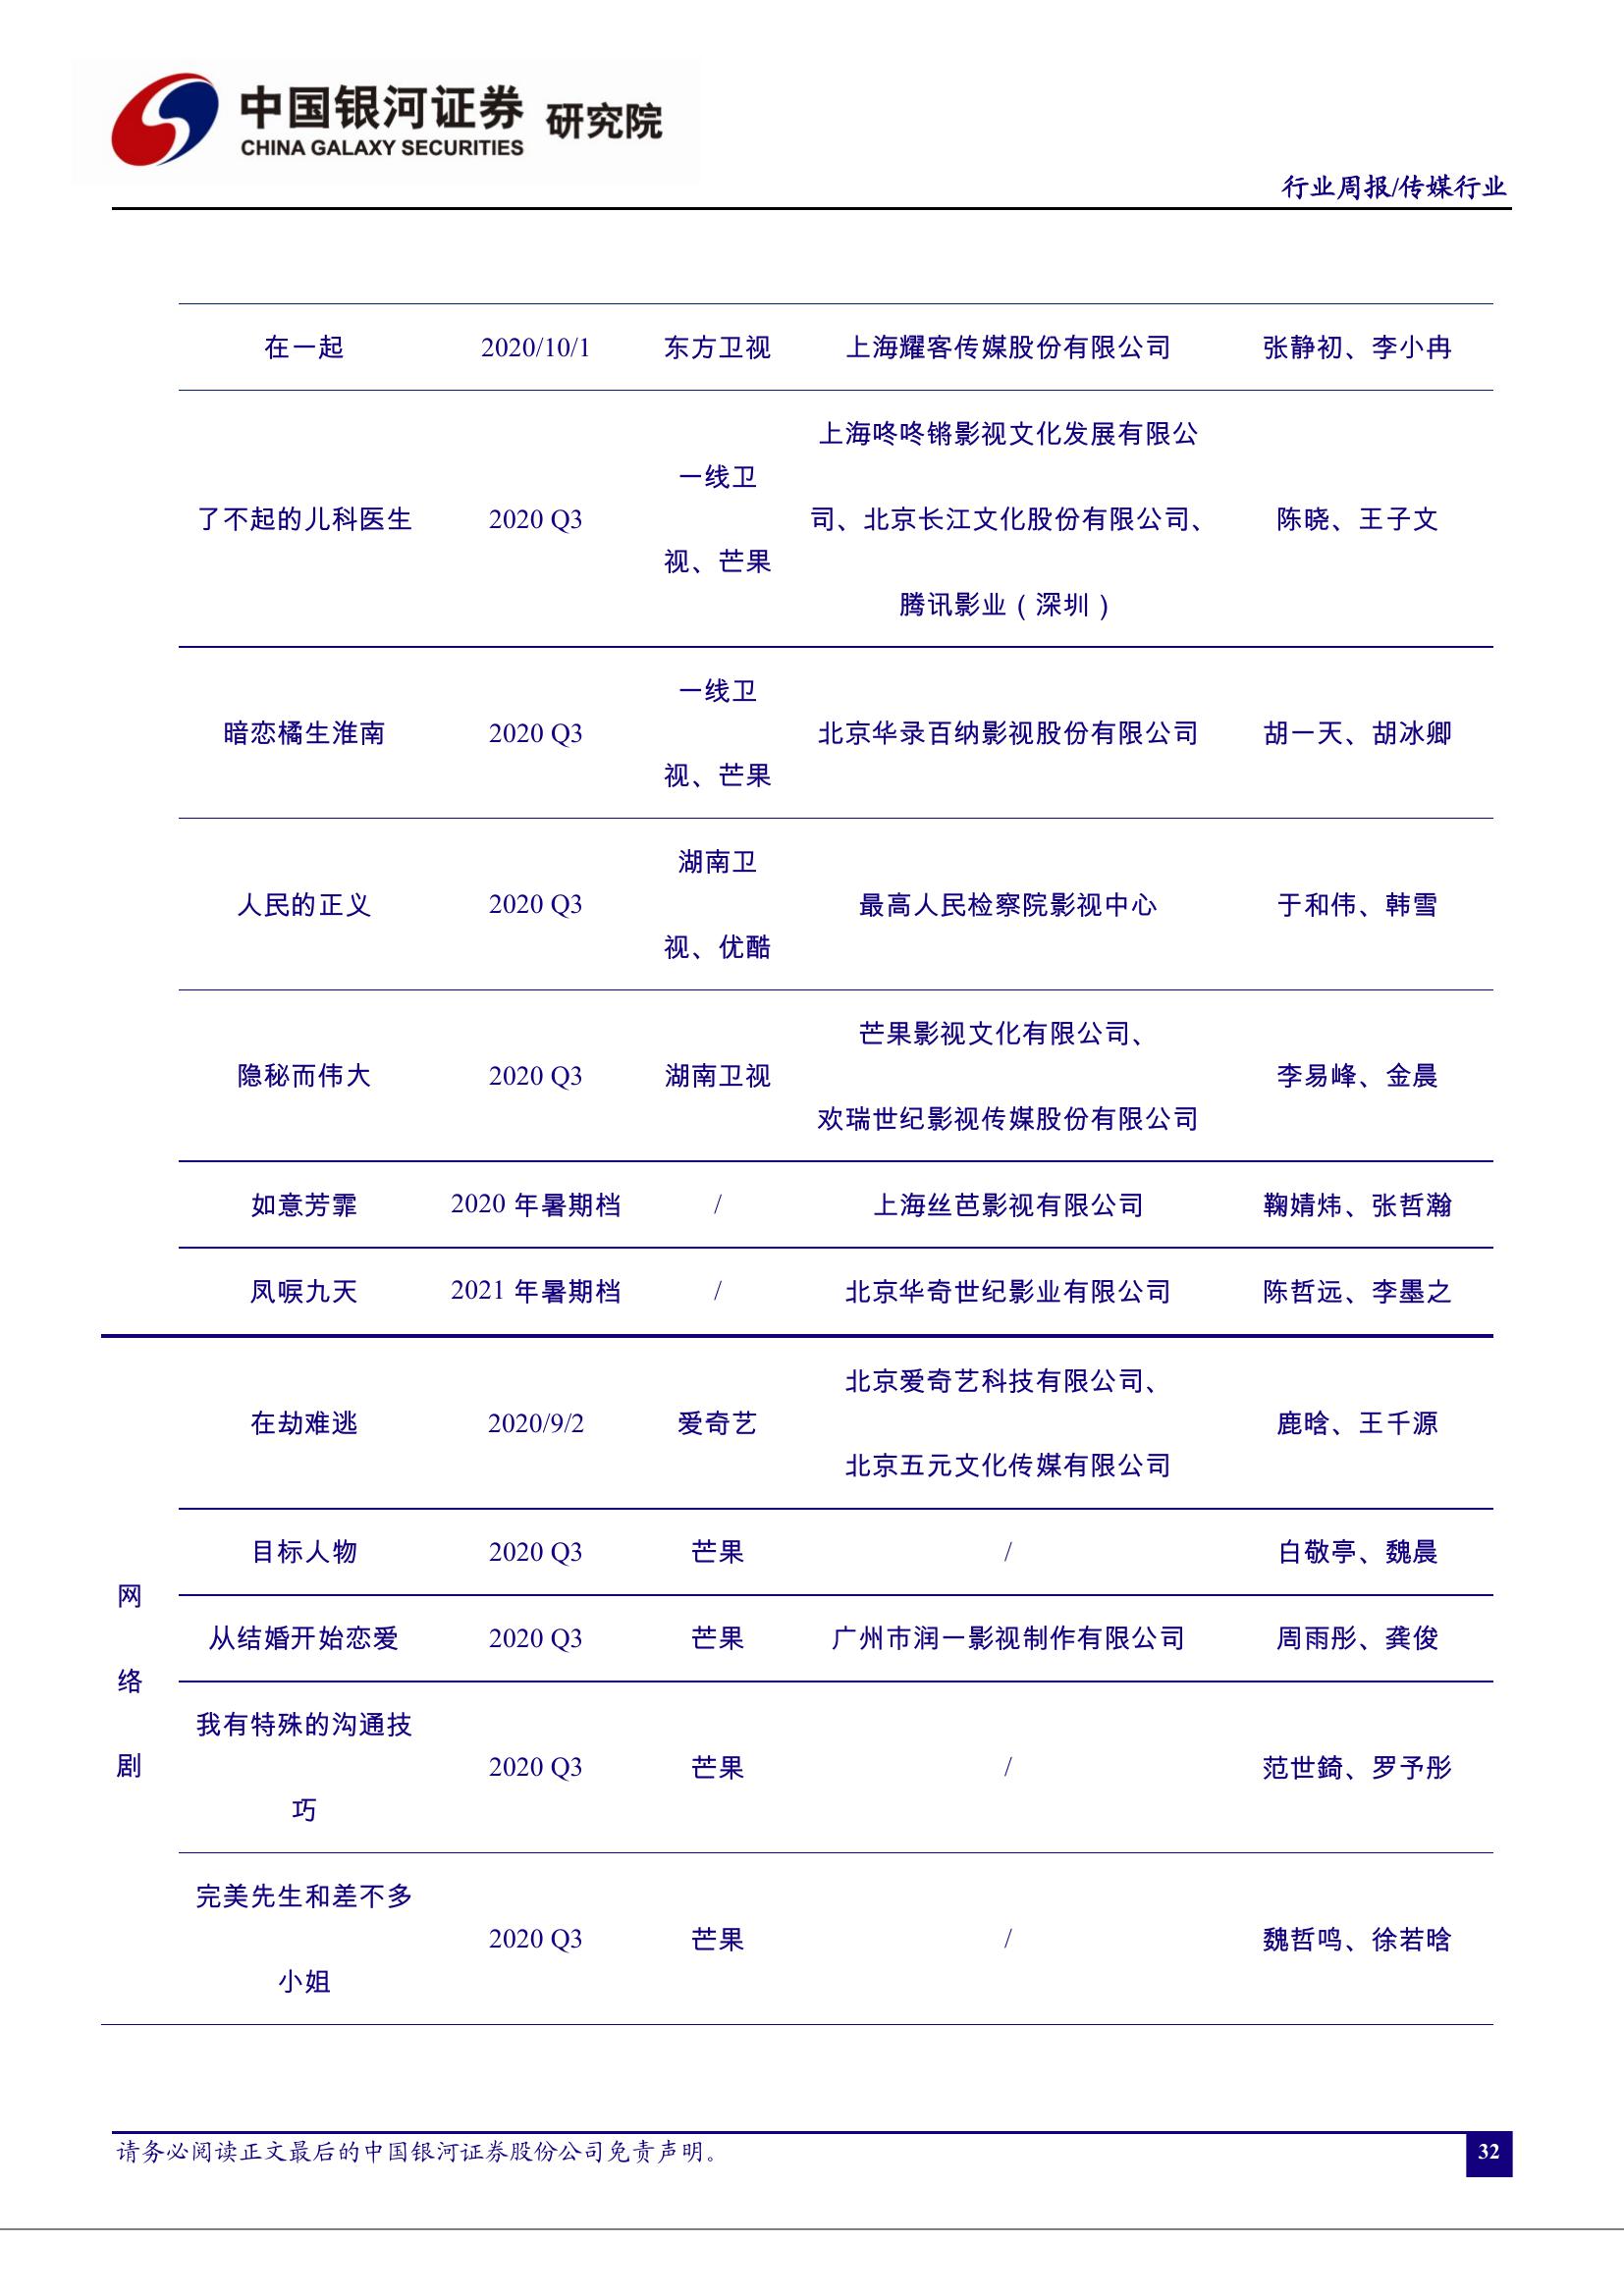 中国银河证券 研究院
CHINA GALAXY SECURITIES
行业周报/传媒行业
在一起 2020/10/1 东方卫视 上海耀客传媒股份有限公司 张静初、李小冉
上海咚咚锵影视文化发展有限公
一线卫
了不起的儿科医生 2020 Q3 司、北京长江文化股份有限公司、 陈晓、王子文
视、芒果
腾讯影业（深圳）
一线卫
暗恋橘生淮南 2020 Q3 北京华录百纳影视股份有限公司 胡一天、胡冰卿
视、芒果
湖南卫
人民的正义 2020 Q3 最高人民检察院影视中心 于和伟、韩雪
视、优酷
芒果影视文化有限公司、
隐秘而伟大 2020 Q3 湖南卫视 李易峰、金晨
欢瑞世纪影视传媒股份有限公司
如意芳霏 2020 年暑期档 / 上海丝芭影视有限公司 鞠婧炜、张哲瀚
凤唳九天 2021 年暑期档 / 北京华奇世纪影业有限公司 陈哲远、李墨之
北京爱奇艺科技有限公司、
在劫难逃 2020/9/2 爱奇艺 鹿晗、王千源
北京五元文化传媒有限公司
目标人物 2020 Q3 芒果 / 白敬亭、魏晨
网
从结婚开始恋爱 2020 Q3 芒果 广州市润一影视制作有限公司 周雨彤、龚俊
络
我有特殊的沟通技
剧 2020 Q3 芒果 / 范世錡、罗予彤
巧
完美先生和差不多
2020 Q3 芒果 / 魏哲鸣、徐若晗
小姐
请务必阅读正文最后的中国银河证券股份公司免责声明。
32